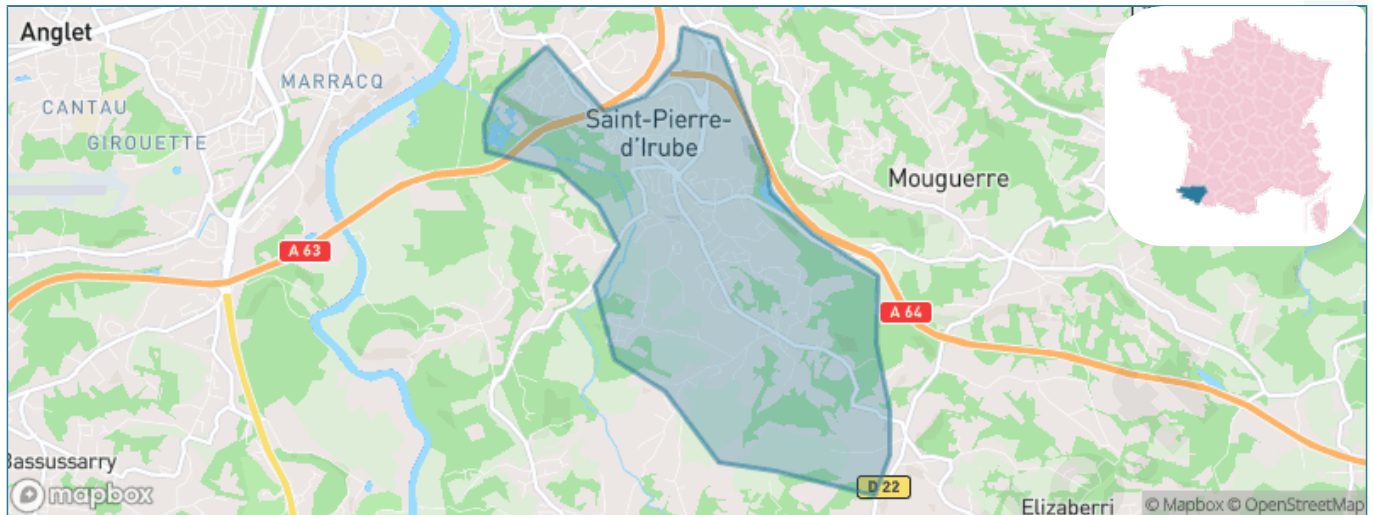 Anglet
MARRACQ
CANTAU
GIROUETTE
Saint-Pierre-
d'Irube
Mouguerre
A 63
A 64
Bassussarry
D 22
Elizaberri
mapbox
© Mapbox © OpenStreetMap